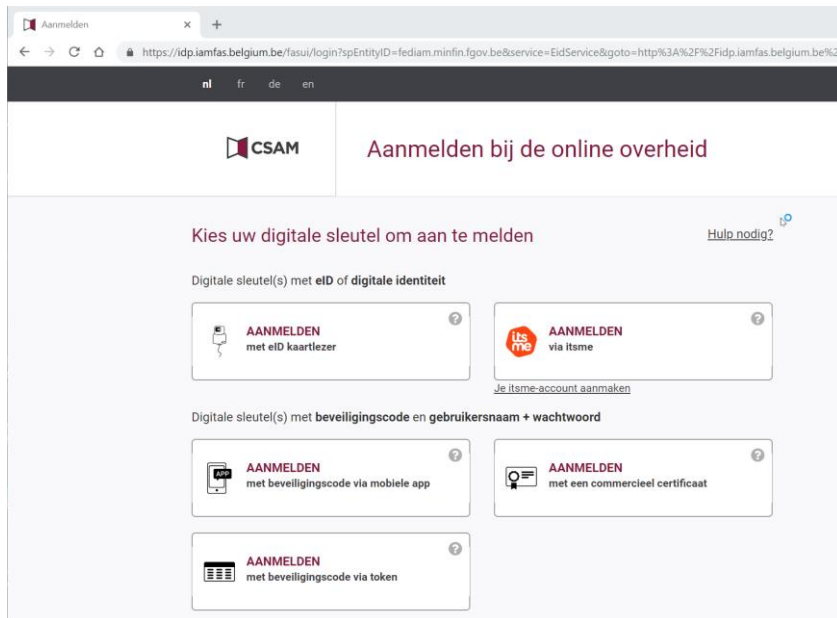 Aanmelden
https://idp.iamfas.belgium.be/fasui/login?spEntityID=fediam.minfin.fgov.be&service=EidService&goto=http%3A%2F%2Fidp.iamfas.belgium.be%2
nl fr de en
CSAM
Aanmelden bij de online overheid
Kies uw digitale sleutel om aan te melden
Hulp nodig?
Digitale sleutel(s) met eID of digitale identiteit
AANMELDEN
met eID kaartlezer
?
its
me
AANMELDEN
via itsme
?
Je itsme-account aanmaken
Digitale sleutel(s) met beveiligingscode en gebruikersnaam + wachtwoord
APP
AANMELDEN
met beveiligingscode via mobiele app
?
AANMELDEN
met een commercieel certificaat
?
AANMELDEN
met beveiligingscode via token
?